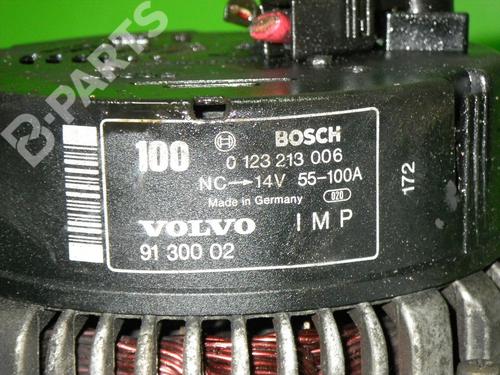 B-PARTS
100
BOSCH
0 123 213 006
NC→14V 55-100A
Made in Germany
020
VOLVO
IMP
91 300 02
172